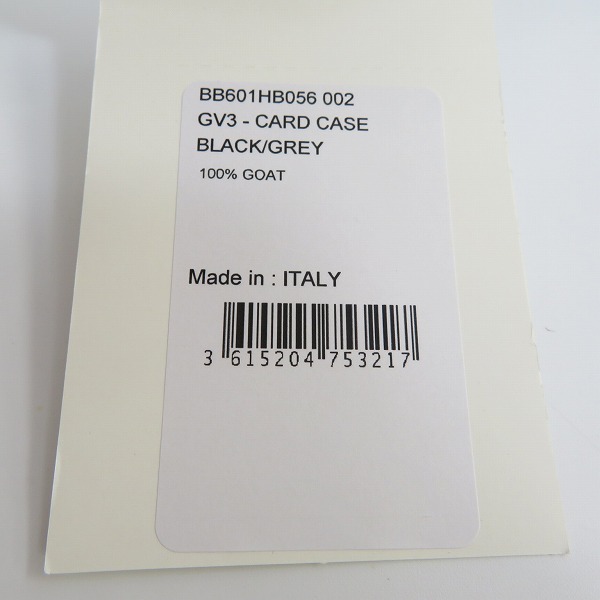 BB601HB056 002
GV3 - CARD CASE
BLACK/GREY
100% GOAT
Made in : ITALY
3 615204 753217